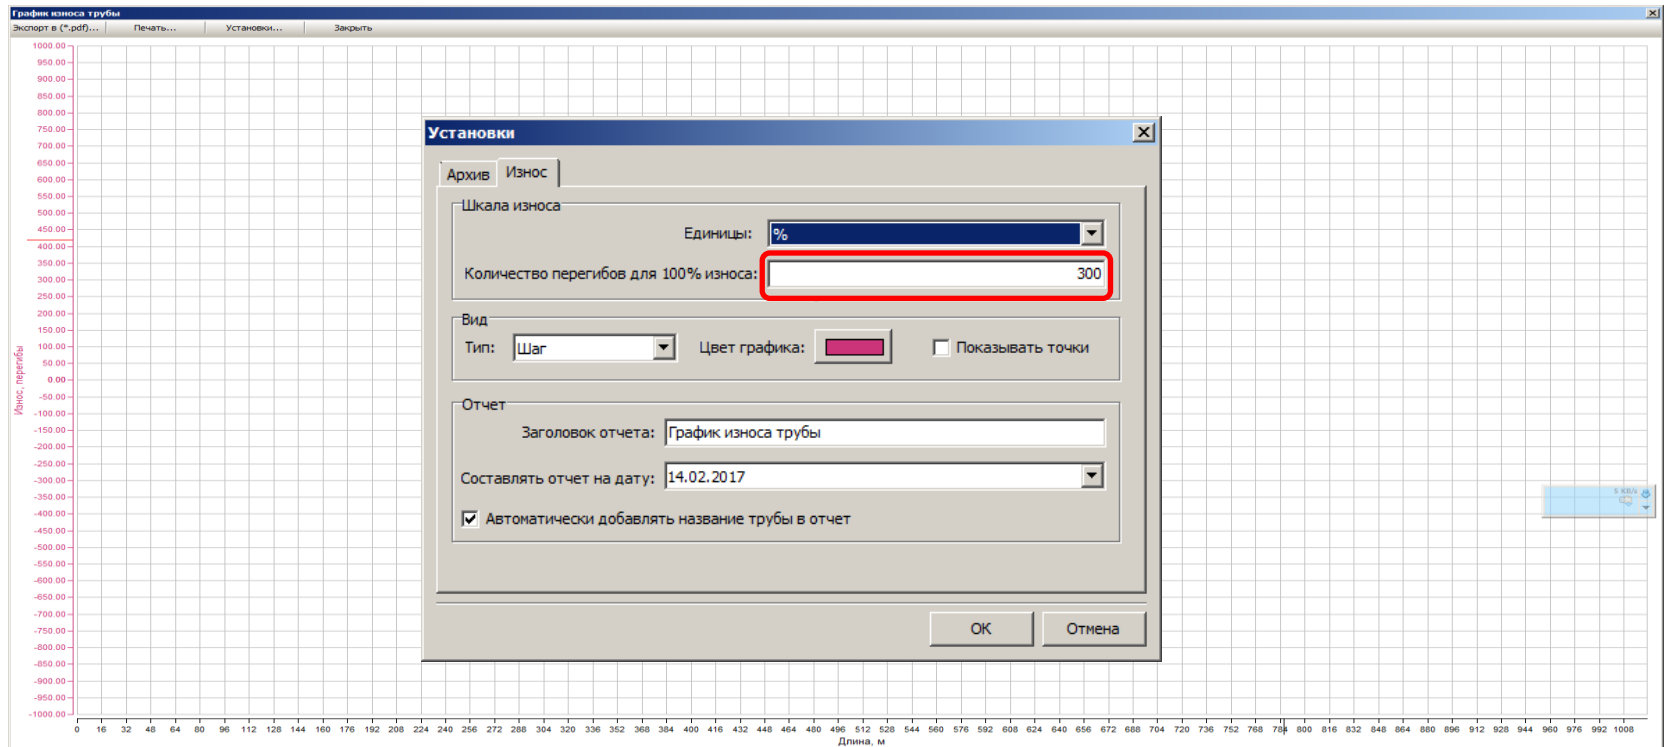 График износа трубы
Экспорт в (*.pdf)... Печать... Установки... Закрыть
1000.00
950.00
900.00
850.00
800.00
750.00
700.00
650.00
600.00
550.00
500.00
450.00
400.00
350.00
300.00
250.00
200.00
150.00
100.00
50.00
0.00
-50.00
-100.00
-150.00
-200.00
-250.00
-300.00
-350.00
-400.00
-450.00
-500.00
-550.00
-600.00
-650.00
-700.00
-750.00
-800.00
-850.00
-900.00
-950.00
-1000.00
Износ, перегибы
Установки
Архив Износ
Шкала износа
Единицы: %
Количество перегибов для 100% износа: 300
Вид
Тип: Шаг Цвет графика: Показывать точки
Отчет
Заголовок отчета: График износа трубы
Составлять отчет на дату: 14.02.2017
Автоматически добавлять название трубы в отчет
OK Отмена
5 KB/s
0 16 32 48 64 80 96 112 128 144 160 176 192 208 224 240 256 272 288 304 320 336 352 368 384 400 416 432 448 464 480 496 512 528 544 560 576 592 608 624 640 656 672 688 704 720 736 752 768 784 800 816 832 848 864 880 896 912 928 944 960 976 992 1008
Длина, м